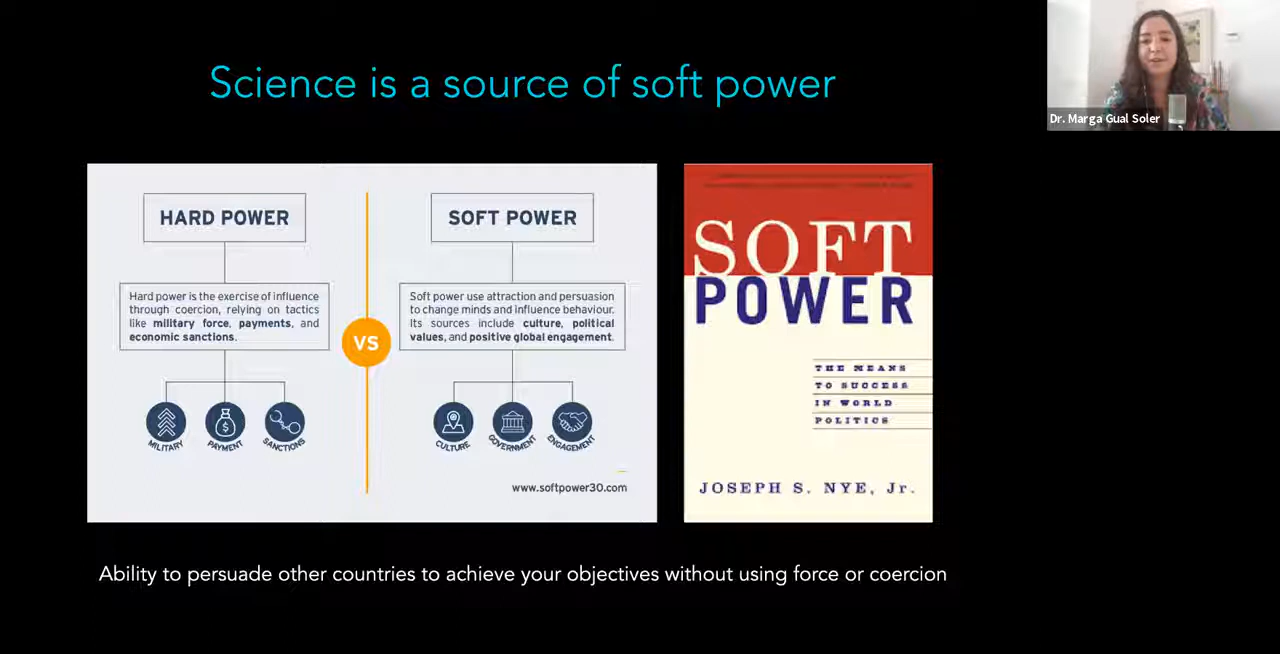 Science is a source of soft power
Dr. Marga Gual Soler
HARD POWER
Hard power is the exercise of influence
through coercion, relying on tactics
like military force, payments, and
economic sanctions.
MILITARY
PAYMENT
SANCTIONS
VS
SOFT POWER
Soft power use attraction and persuasion
to change minds and influence behaviour.
Its sources include culture, political
values, and positive global engagement.
CULTURE
GOVERNMENT
ENGAGEMENT
www.softpower30.com
SOFT
POWER
THE MEANS
TO SUCCESS
IN WORLD
POLITICS
JOSEPH S. NYE, Jr.
Ability to persuade other countries to achieve your objectives without using force or coercion